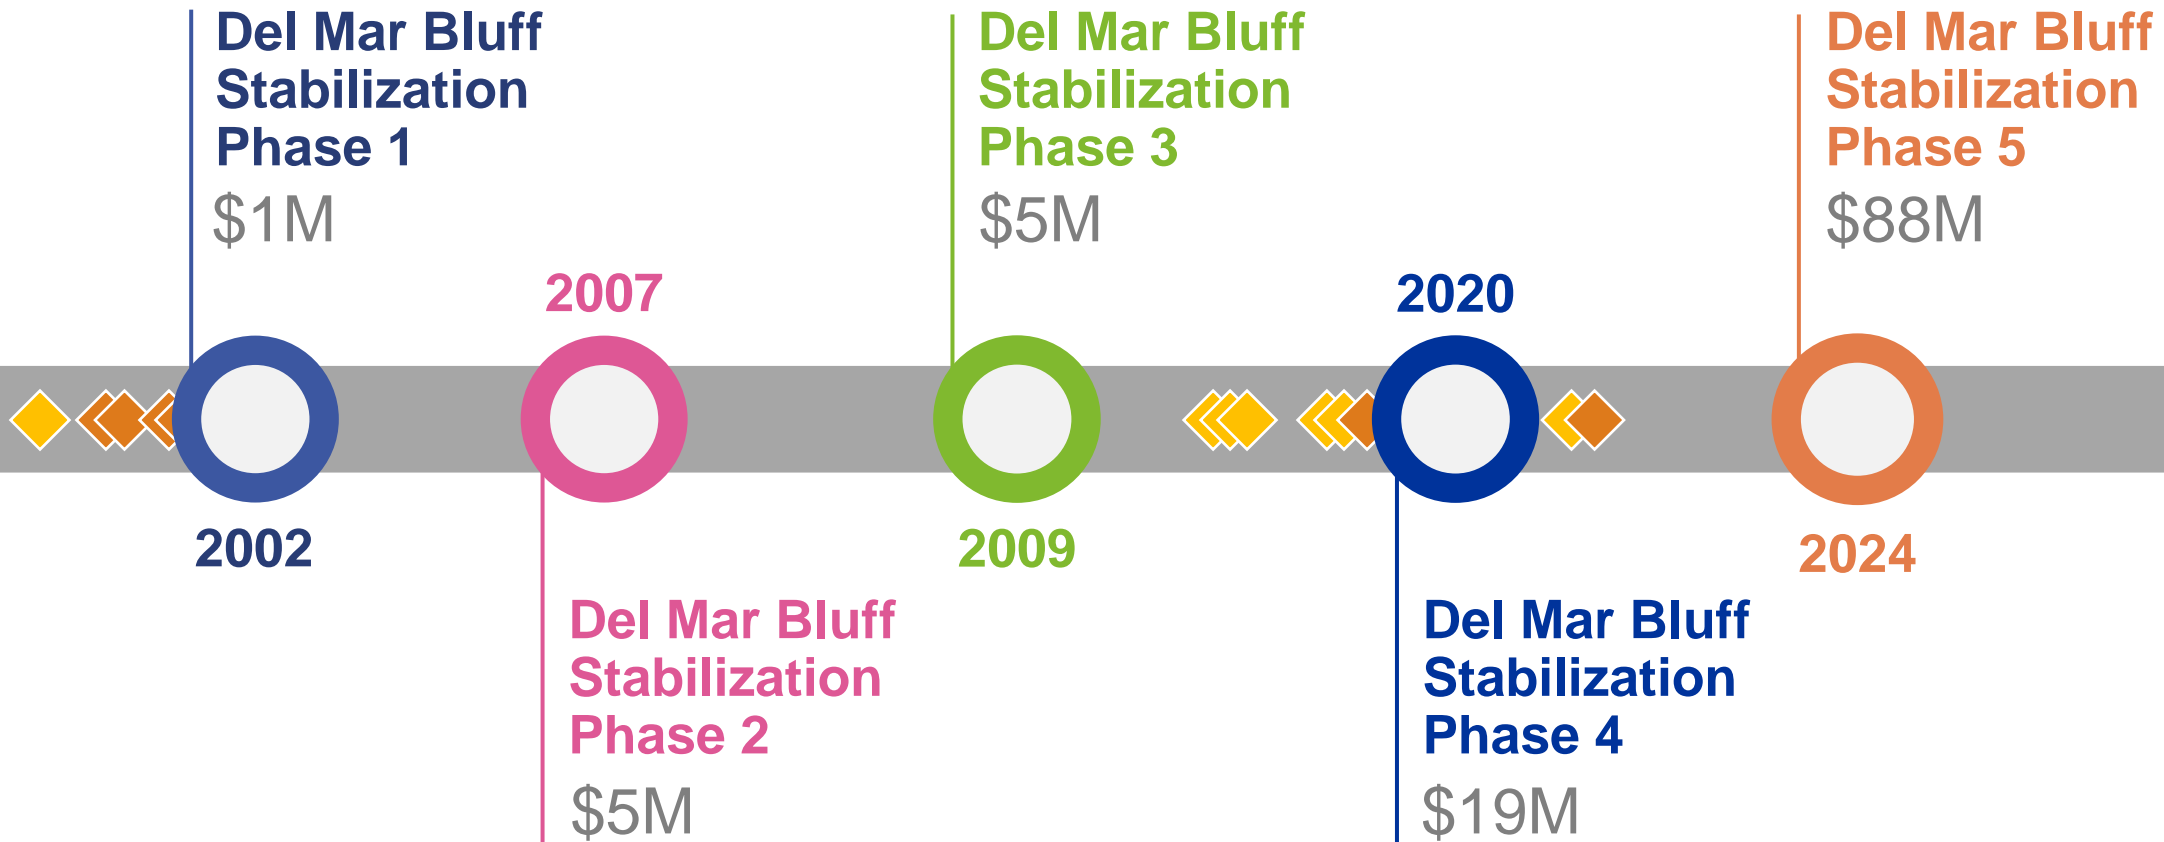 Del Mar Bluff
Stabilization
Phase 1
$1M
2002
2007
Del Mar Bluff
Stabilization
Phase 2
$5M
Del Mar Bluff
Stabilization
Phase 3
$5M
2009
2020
Del Mar Bluff
Stabilization
Phase 4
$19M
Del Mar Bluff
Stabilization
Phase 5
$88M
2024